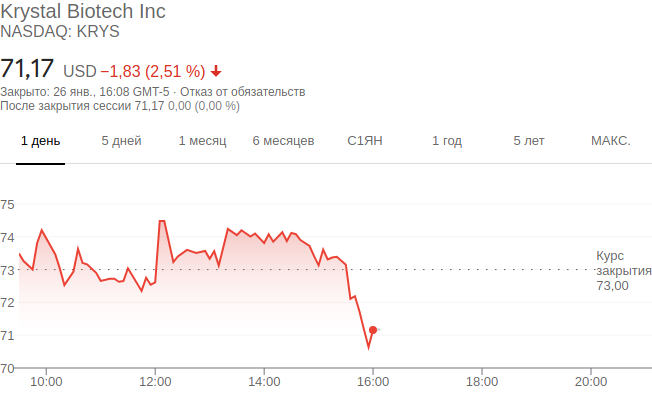 Krystal Biotech Inc
NASDAQ: KRYS
71,17 USD −1,83 (2,51 %)
Закрыто: 26 янв., 16:08 GMT-5 · Отказ от обязательств
После закрытия сессии 71,17 0,00 (0,00 %)
1 день 5 дней 1 месяц 6 месяцев С1ЯН 1 год 5 лет МАКС.
75
74
Курс
73 закрытия
73,00
72
71
70
10:00 12:00 14:00 16:00 18:00 20:00